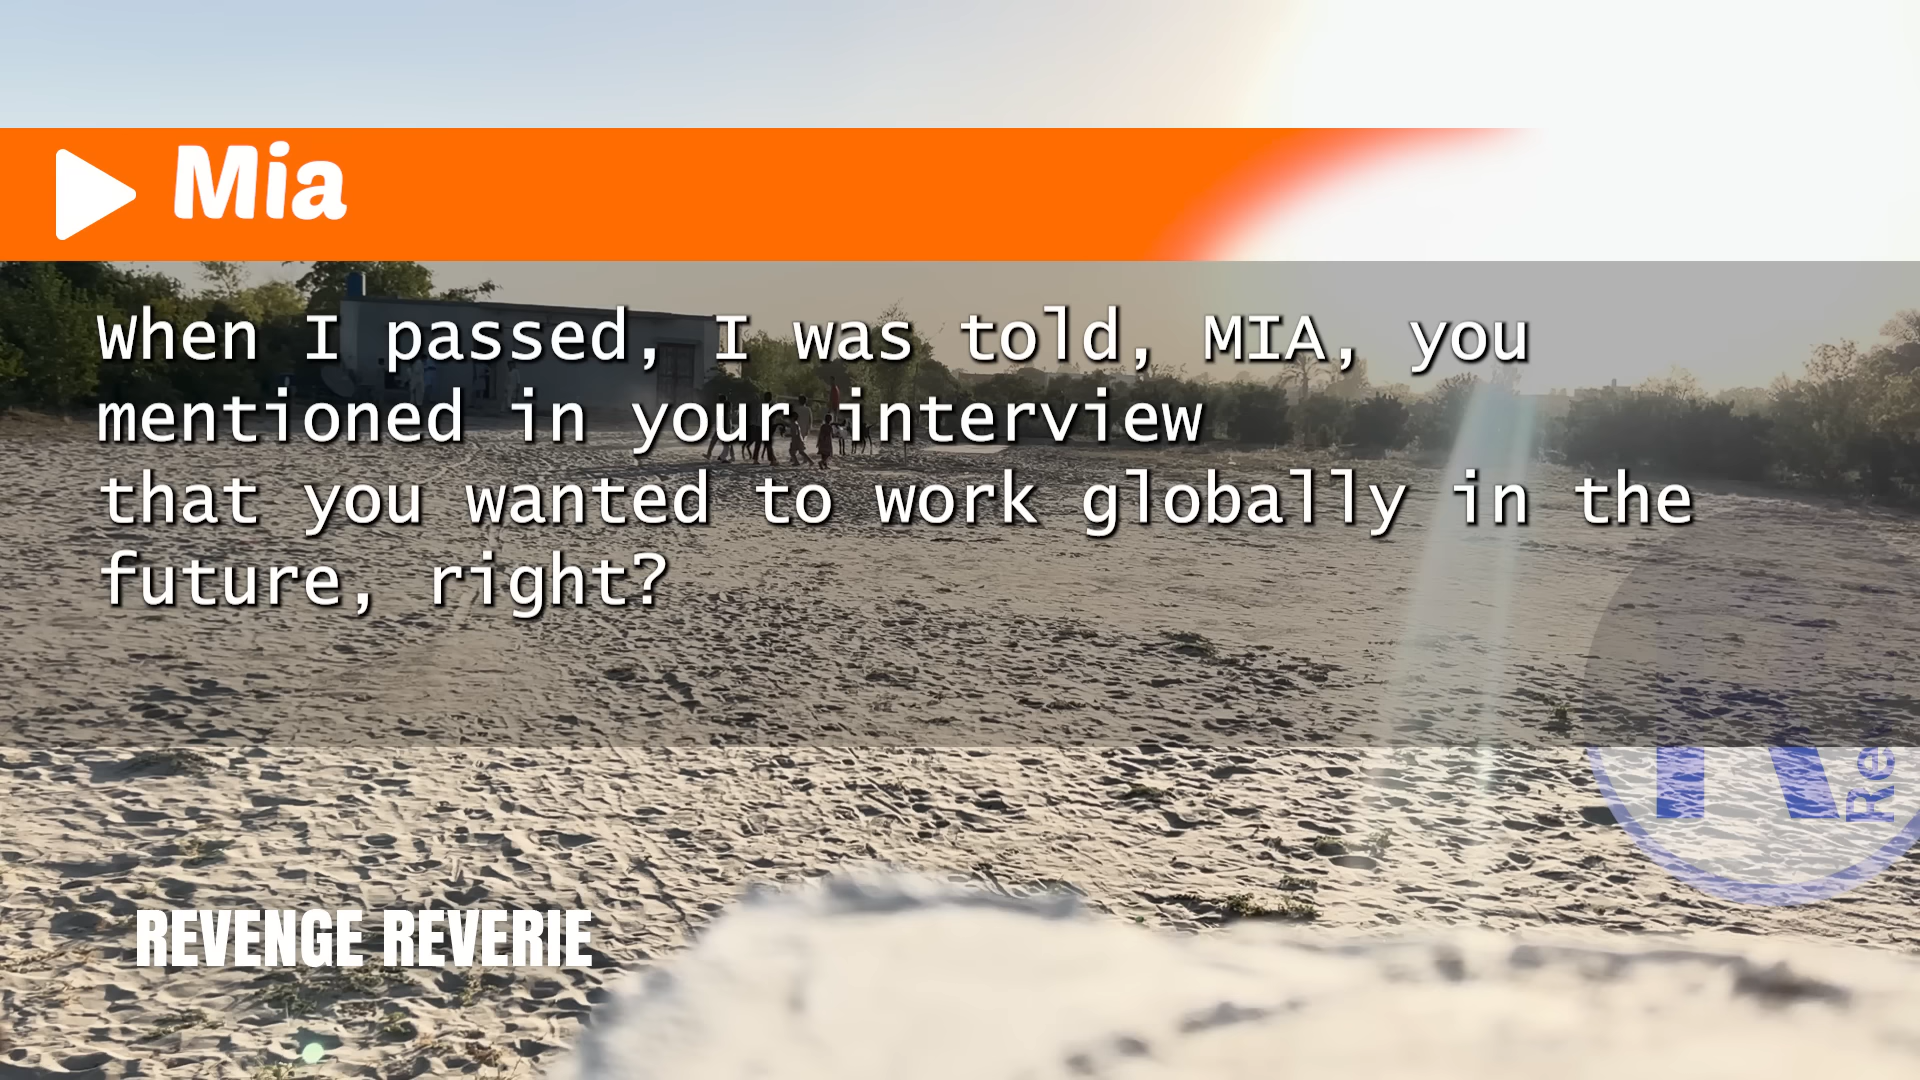 Mia
When I passed, I was told, MIA, you
mentioned in your interview
that you wanted to work globally in the
future, right?
Re
REVENGE REVERIE